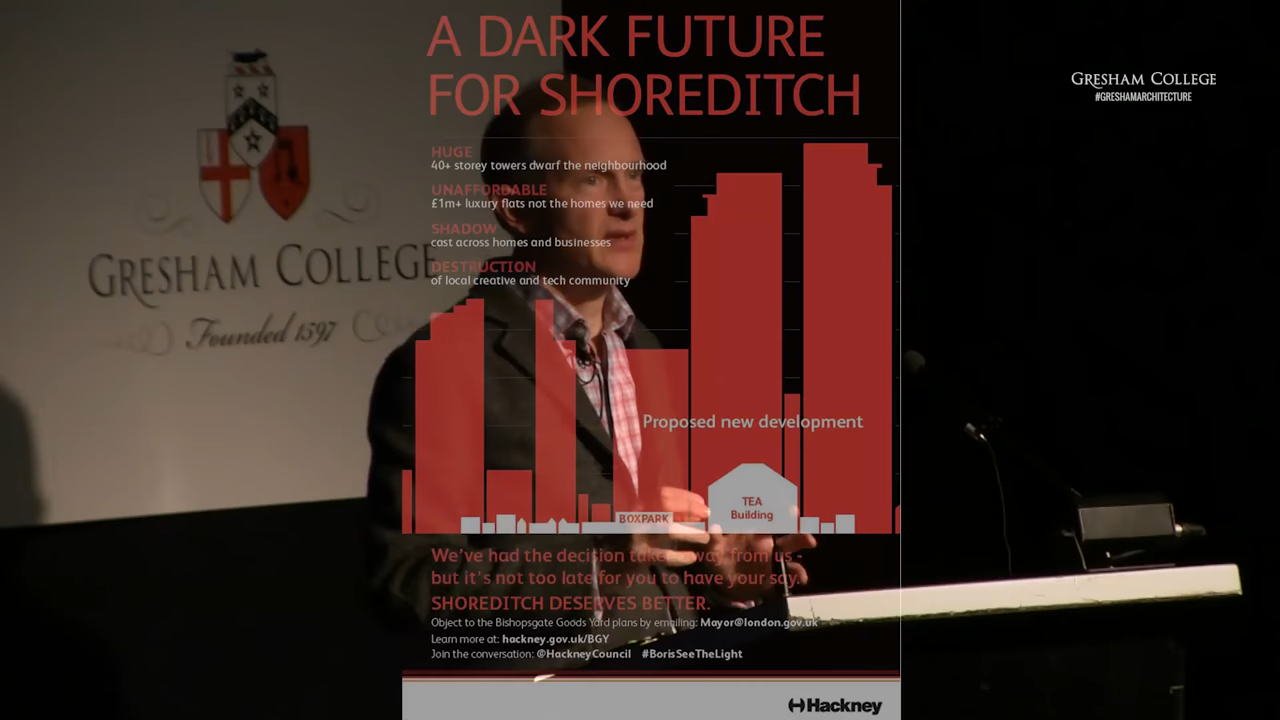 A DARK FUTURE
FOR SHOREDITCH
GRESHAM COLLEGE
#GRESHAMARCHITECTURE
HUGE
40+ storey towers dwarf the neighbourhood
UNAFFORDABLE
£1m+ luxury flats not the homes we need
SHADOW
cast across homes and businesses
DESTRUCTION
of local creative and tech community
GRESHAM COLLEGE
Founded 1597
Proposed new development
TEA
Building
BOXPARK
We've had the decision taken away from us -
but it's not too late for you to have your say.
SHOREDITCH DESERVES BETTER.
Object to the Bishopsgate Goods Yard plans by emailing: Mayor@london.gov.uk
Learn more at: hackney.gov.uk/BGY
Join the conversation: @HackneyCouncil #BorisSeeTheLight
Hackney